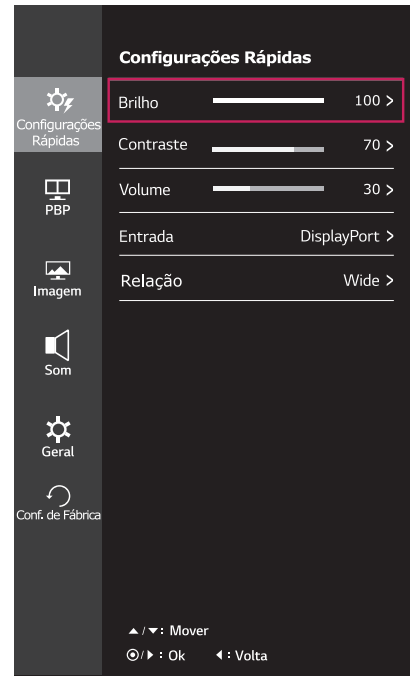 Configurações Rápidas
Brilho 100 >
Contraste 70 >
Volume 30 >
Entrada DisplayPort >
Relação Wide >
Configurações
Rápidas
PBP
Imagem
Som
Geral
Conf. de Fábrica
▲/▼: Mover
◉/▶ : Ok ◀ : Volta